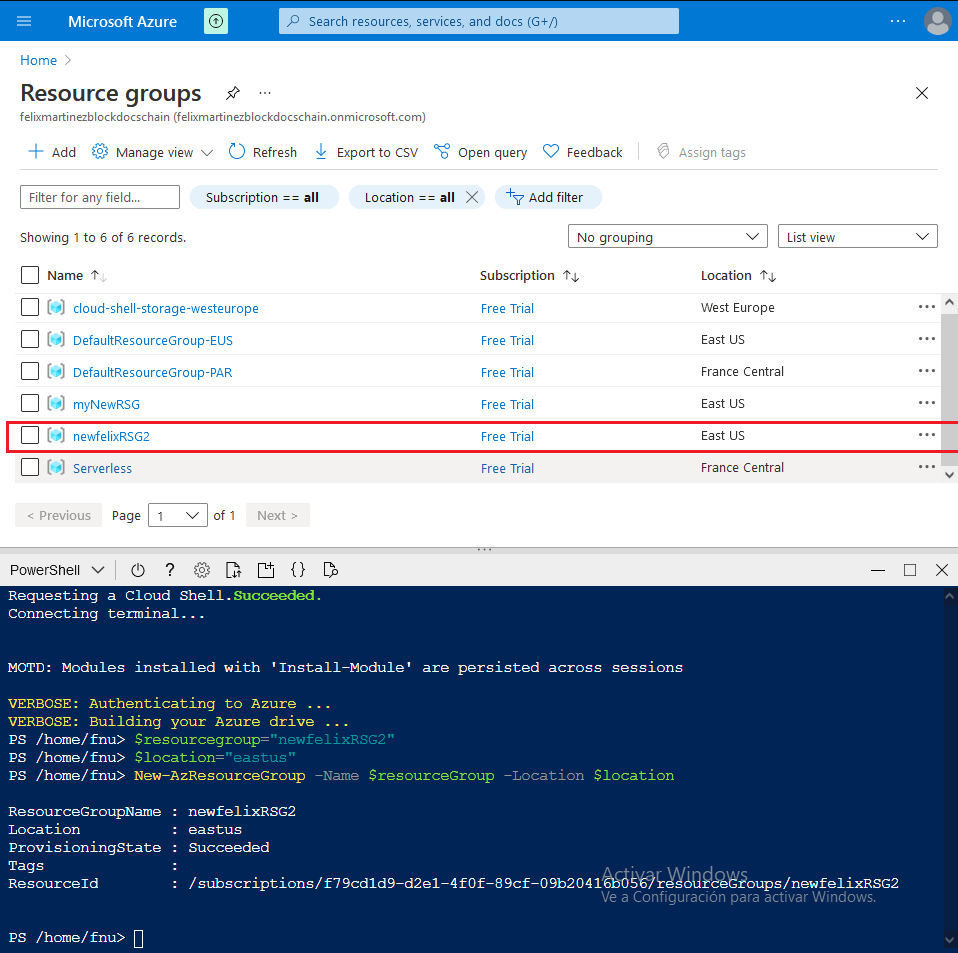 Microsoft Azure
Search resources, services, and docs (G+/)
Home >
Resource groups
felixmartinezblockdocschain (felixmartinezblockdocschain.onmicrosoft.com)
Add Manage view Refresh Export to CSV Open query Feedback Assign tags
Filter for any field... Subscription == all Location == all Add filter
Showing 1 to 6 of 6 records. No grouping List view
Name Subscription Location
cloud-shell-storage-westeurope Free Trial West Europe
DefaultResourceGroup-EUS Free Trial East US
DefaultResourceGroup-PAR Free Trial France Central
myNewRSG Free Trial East US
newfelixRSG2 Free Trial East US
Serverless Free Trial France Central
< Previous Page 1 of 1 Next >
PowerShell ? {}
Requesting a Cloud Shell.Succeeded.
Connecting terminal...
MOTD: Modules installed with 'Install-Module' are persisted across sessions
VERBOSE: Authenticating to Azure ...
VERBOSE: Building your Azure drive ...
PS /home/fnu> $resourcegroup="newfelixRSG2"
PS /home/fnu> $location="eastus"
PS /home/fnu> New-AzResourceGroup -Name $resourceGroup -Location $location
ResourceGroupName : newfelixRSG2
Location : eastus
ProvisioningState : Succeeded
Tags :
ResourceId : /subscriptions/f79cd1d9-d2e1-4f0f-89cf-09b20416b056/resourceGroups/newfelixRSG2
Activar Windows
Ve a Configuración para activar Windows.
PS /home/fnu>